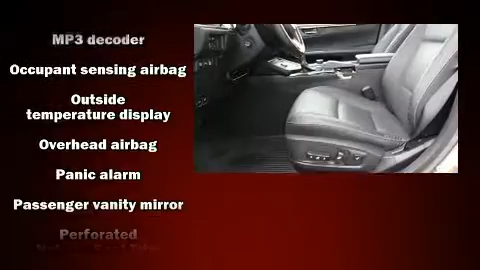 MP3 decoder
Occupant sensing airbag
Outside
temperature display
Overhead airbag
Panic alarm
Passenger vanity mirror
Perforated